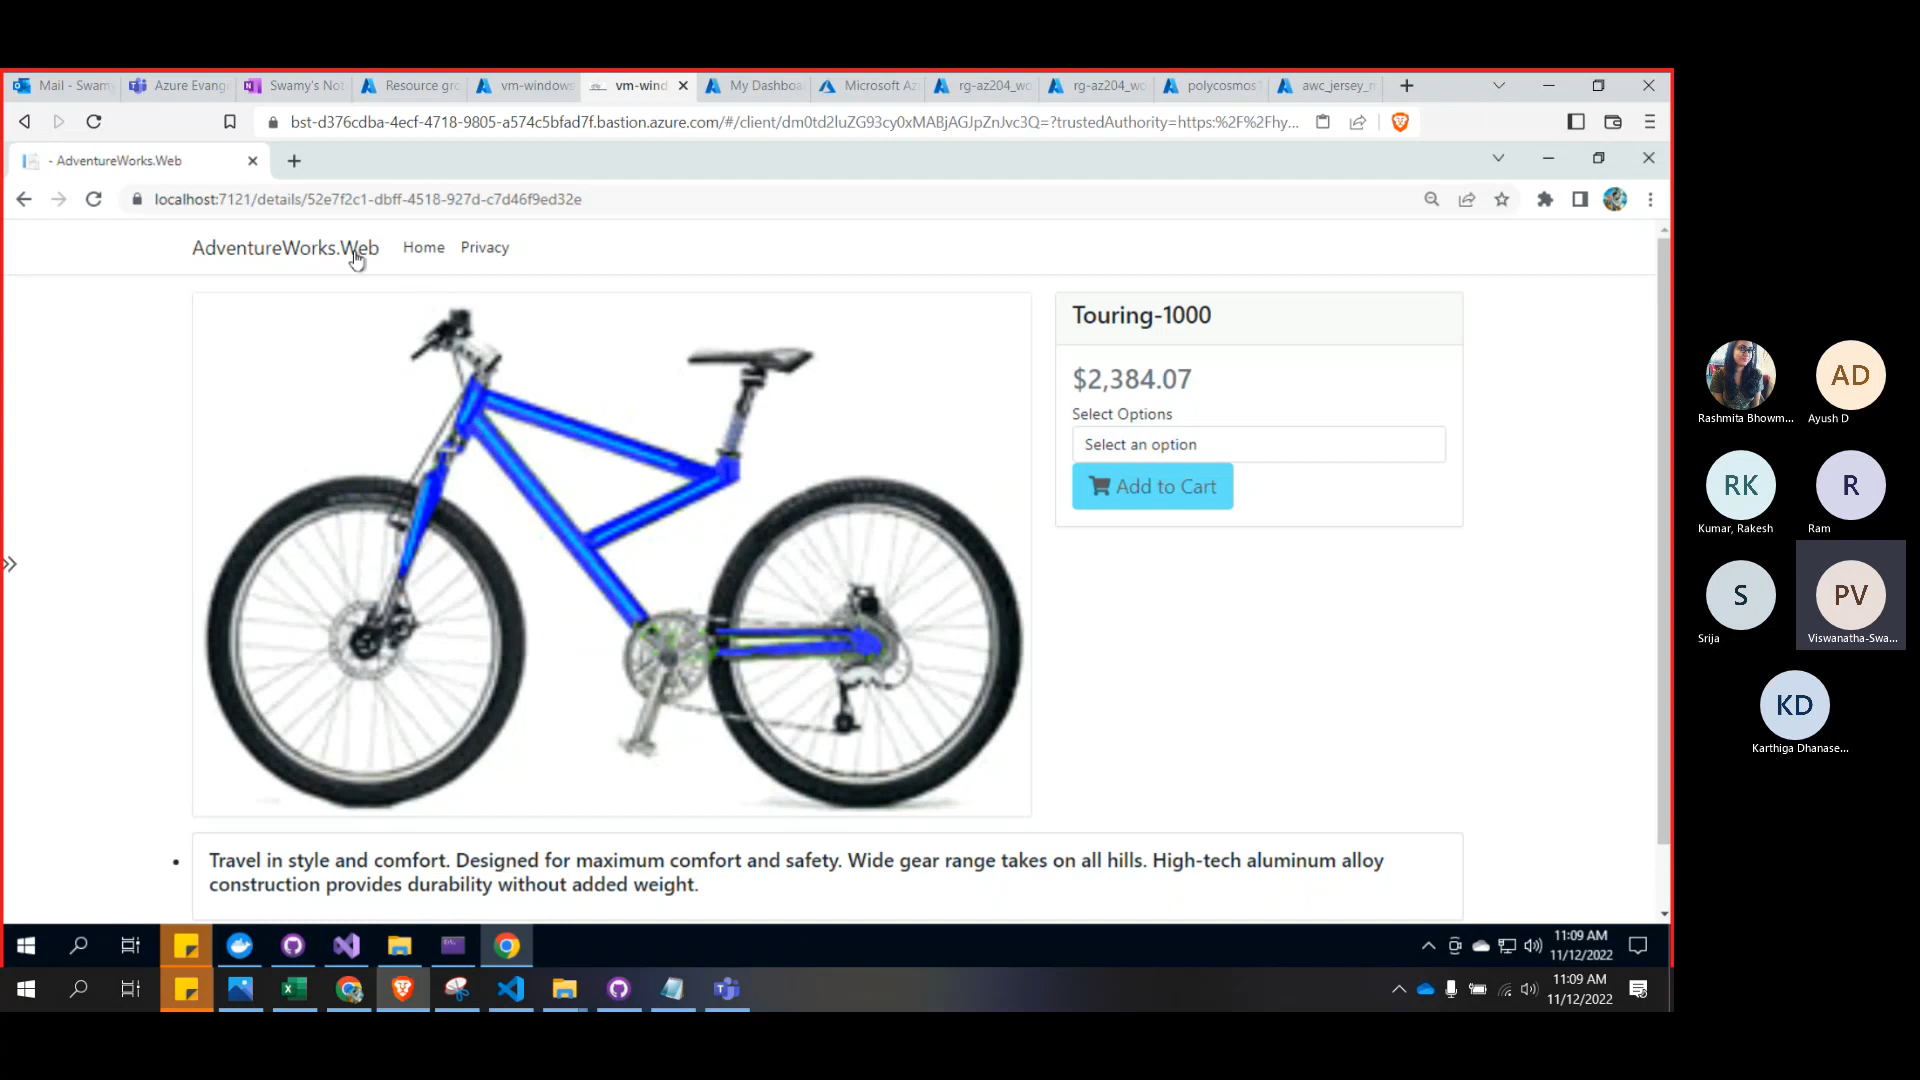 Mail - Swamy
Azure Evang
Swamy's Not
Resource gro
vm-windows
vm-wind
My Dashboa
Microsoft Az
rg-az204_wo
rg-az204_wo
polycosmos
awc_jersey_n
bst-d376cdba-4ecf-4718-9805-a574c5bfad7f.bastion.azure.com/#/client/dm0td2luZG93cy0xMABjAGJpZnJvc3Q=?trustedAuthority=https:%2F%2Fhy...
- AdventureWorks.Web
localhost:7121/details/52e7f2c1-dbff-4518-927d-c7d46f9ed32e
AdventureWorks.Web
Home
Privacy
Touring-1000
$2,384.07
Select Options
Select an option
Add to Cart
Travel in style and comfort. Designed for maximum comfort and safety. Wide gear range takes on all hills. High-tech aluminum alloy
construction provides durability without added weight.
11:09 AM
11/12/2022
11:09 AM
11/12/2022
Rashmita Bhowm...
AD
Ayush D
RK
Kumar, Rakesh
R
Ram
S
Srija
PV
Viswanatha-Swa...
KD
Karthiga Dhanase...